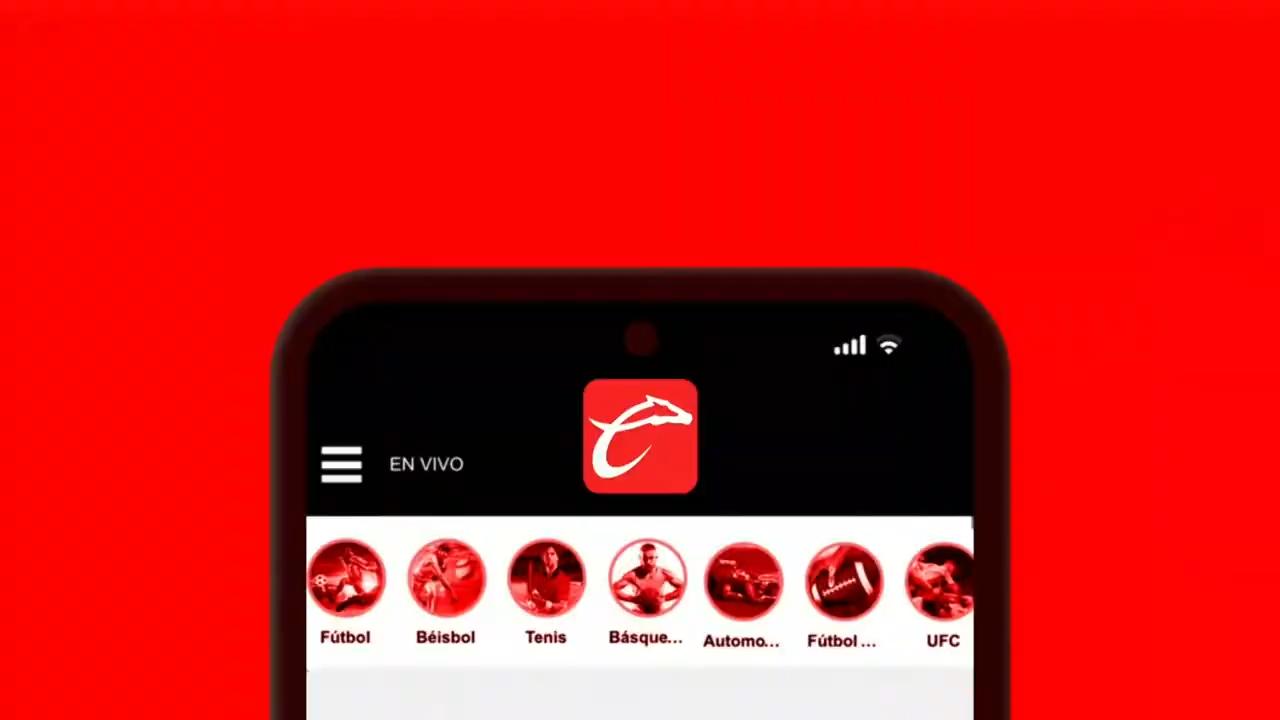 EN VIVO
Fútbol
Béisbol
Tenis
Básque...
Automo...
Fútbol ...
UFC